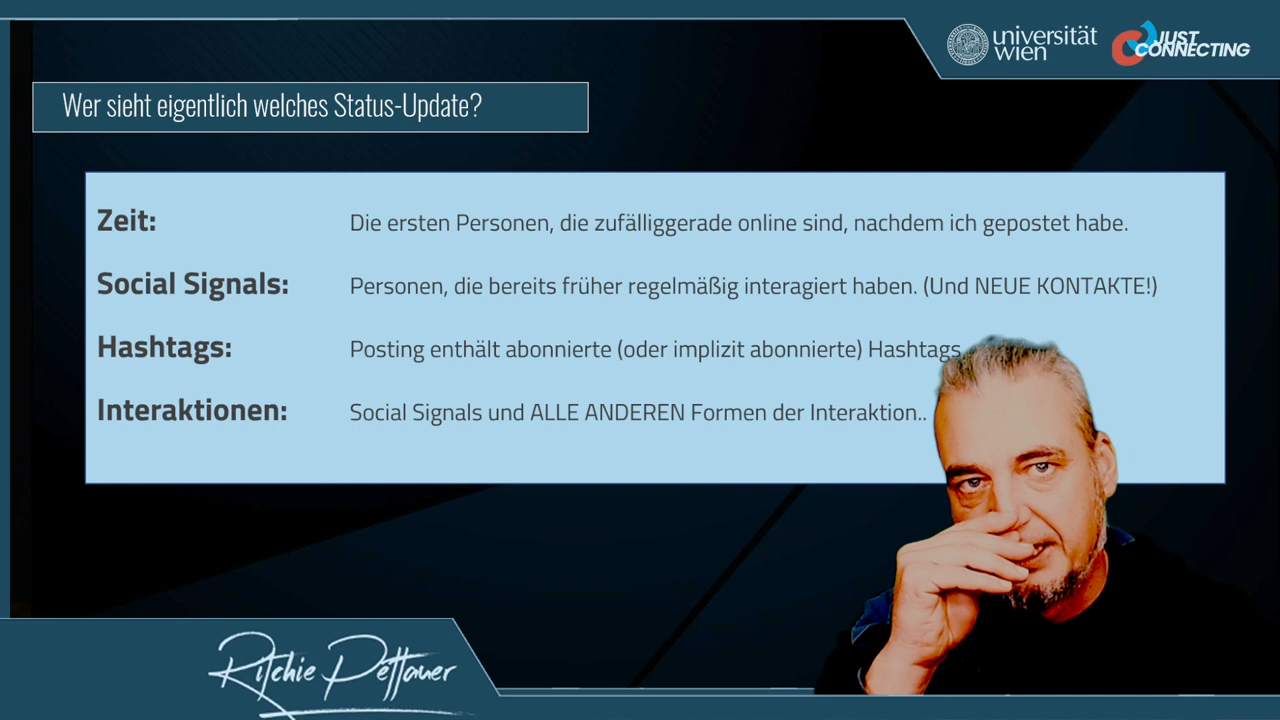 universität
wien
JUST
CONNECTING
Wer sieht eigentlich welches Status-Update?
Zeit: Die ersten Personen, die zufälliggerade online sind, nachdem ich gepostet habe.
Social Signals: Personen, die bereits früher regelmäßig interagiert haben. (Und NEUE KONTAKTE!)
Hashtags: Posting enthält abonnierte (oder implizit abonnierte) Hashtags
Interaktionen: Social Signals und ALLE ANDEREN Formen der Interaktion..
Ritchie Pettauer